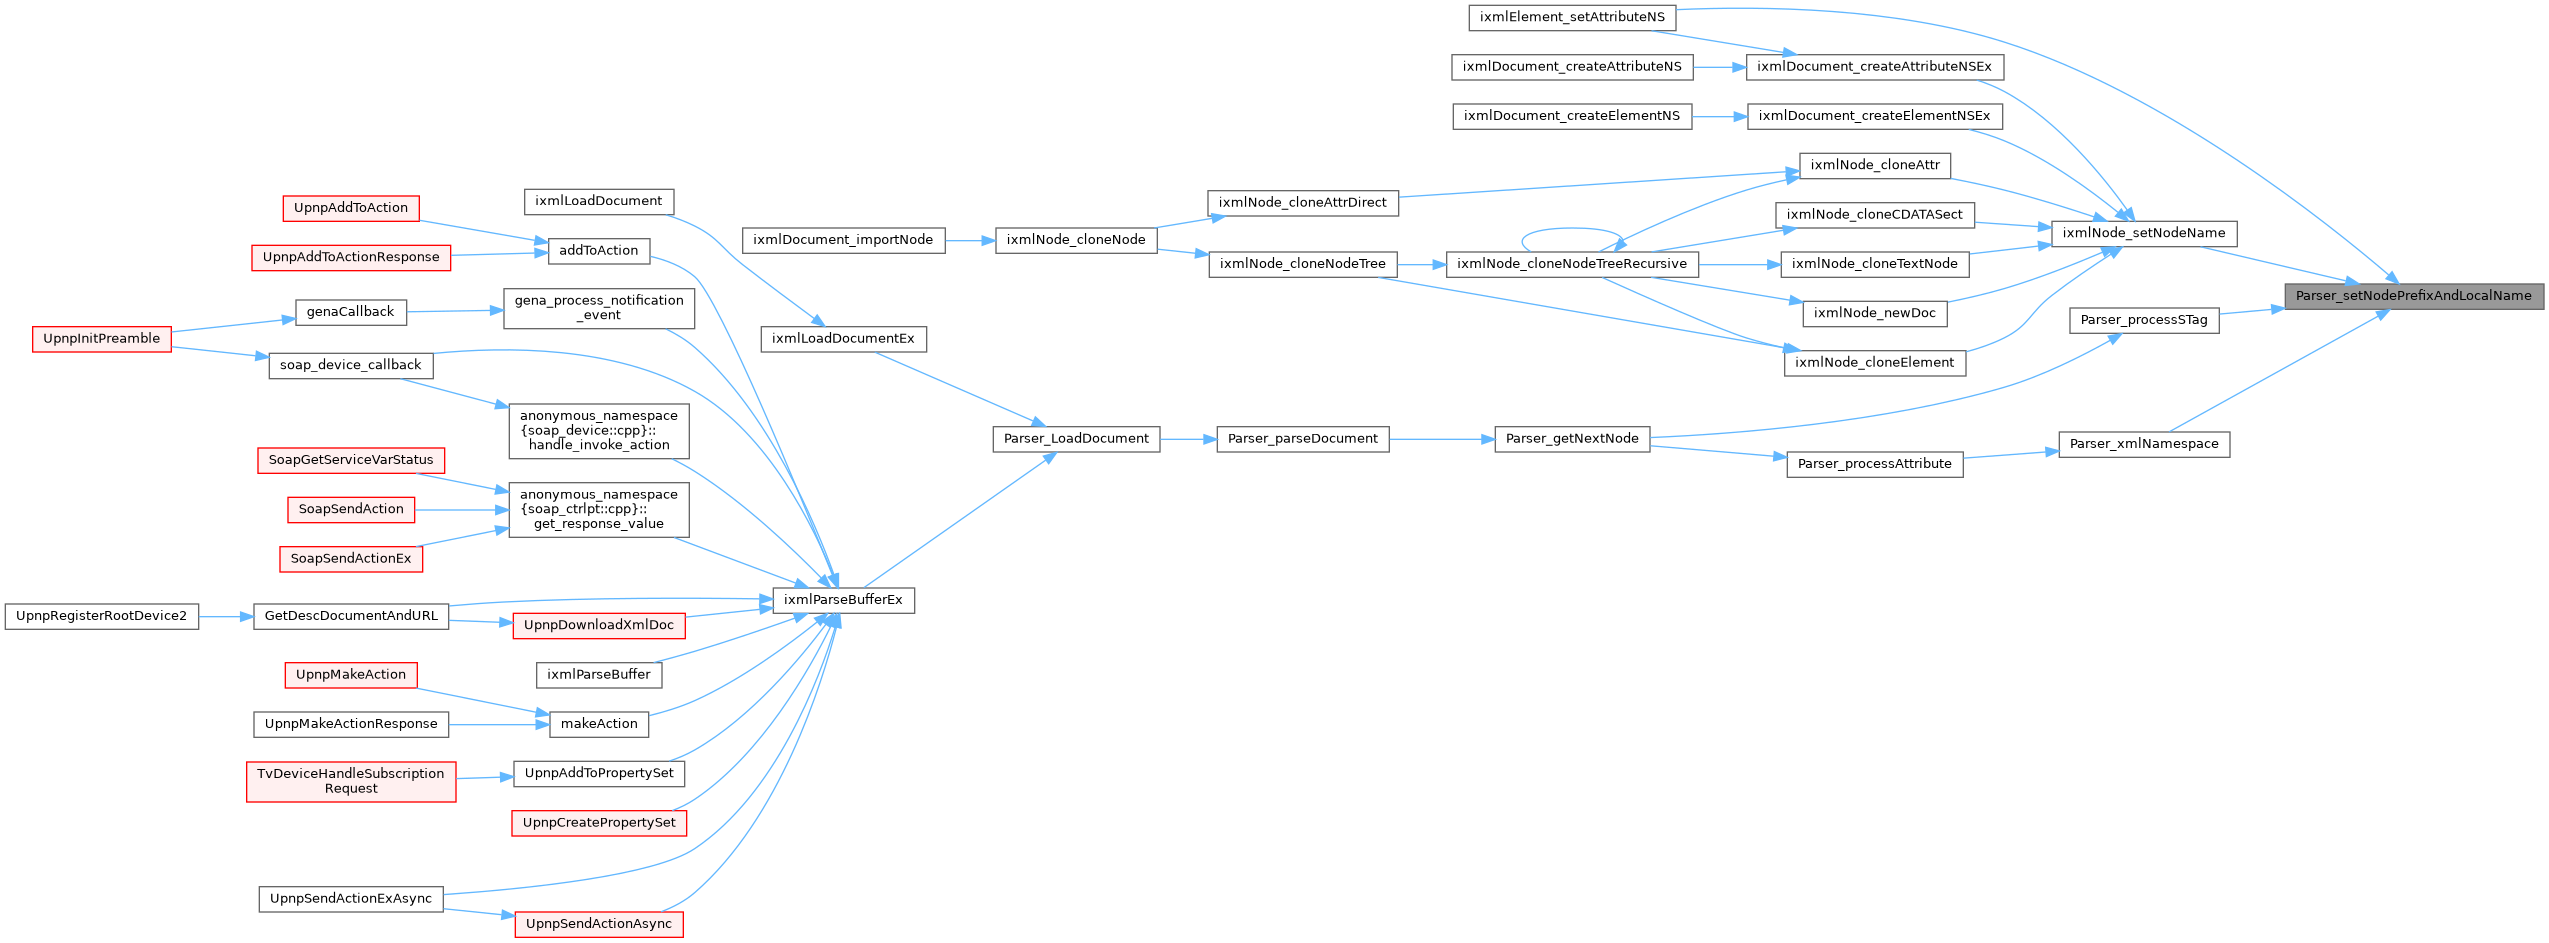 ixmlElement_setAttributeNS
ixmlDocument_createAttributeNS
ixmlDocument_createAttributeNSEx
ixmlDocument_createElementNS
ixmlDocument_createElementNSEx
ixmlNode_cloneAttr
ixmlLoadDocument
UpnpAddToAction
ixmlNode_cloneAttrDirect
ixmlNode_cloneCDATASect
ixmlDocument_importNode
ixmlNode_cloneNode
ixmlNode_setNodeName
addToAction
UpnpAddToActionResponse
ixmlNode_cloneNodeTree
ixmlNode_cloneNodeTreeRecursive
ixmlNode_cloneTextNode
Parser_setNodePrefixAndLocalName
gena_process_notification
_event
genaCallback
ixmlNode_newDoc
Parser_processSTag
UpnpInitPreamble
ixmlLoadDocumentEx
soap_device_callback
ixmlNode_cloneElement
anonymous_namespace
{soap_device::cpp}::
handle_invoke_action
Parser_LoadDocument
Parser_parseDocument
Parser_getNextNode
Parser_xmlNamespace
SoapGetServiceVarStatus
Parser_processAttribute
anonymous_namespace
{soap_ctrlpt::cpp}::
get_response_value
SoapSendAction
SoapSendActionEx
ixmlParseBufferEx
UpnpRegisterRootDevice2
GetDescDocumentAndURL
UpnpDownloadXmlDoc
UpnpMakeAction
ixmlParseBuffer
UpnpMakeActionResponse
makeAction
TvDeviceHandleSubscription
Request
UpnpAddToPropertySet
UpnpCreatePropertySet
UpnpSendActionExAsync
UpnpSendActionAsync